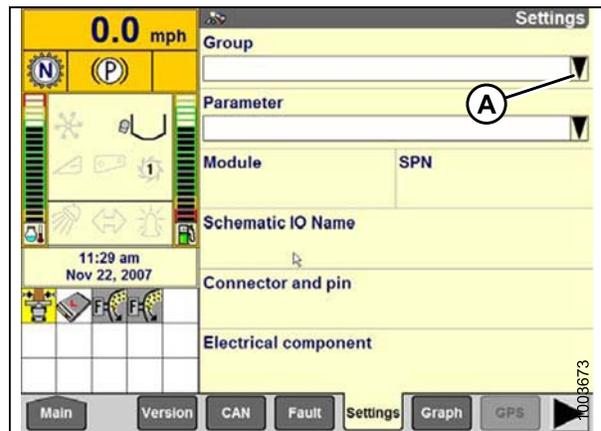 0.0 mph
Settings
Group
N
(P)
A
Parameter
Module
SPN
1
Schematic IO Name
11:29 am
Nov 22, 2007
Connector and pin
L
F
F
Electrical component
1003673
Main
Version
CAN
Fault
Settings
Graph
GPS